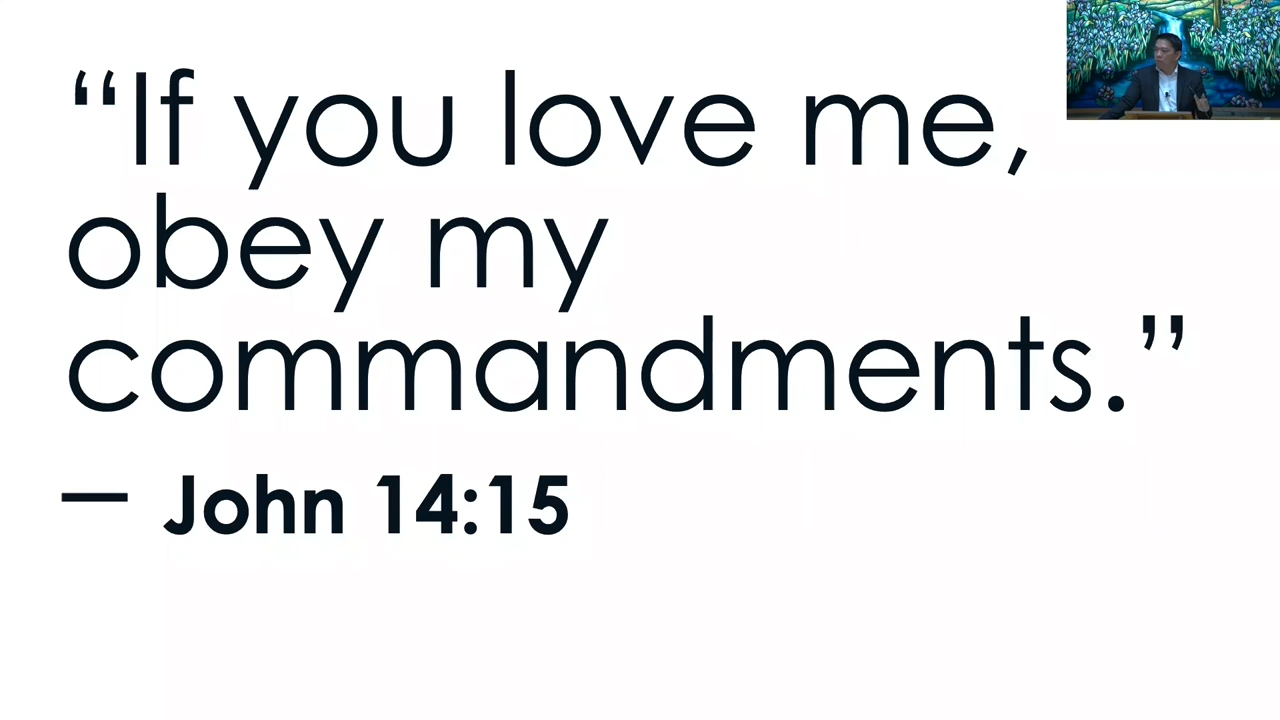 “If you love me,
obey my
commandments.”
— John 14:15